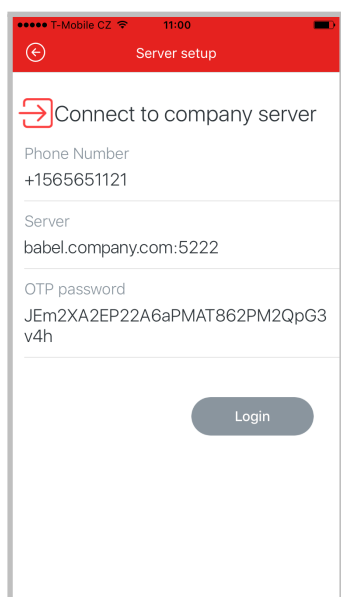 T-Mobile CZ 11:00
Server setup
Connect to company server
Phone Number
+1565651121
Server
babel.company.com:5222
OTP password
JEm2XA2EP22A6aPMAT862PM2QpG3
v4h
Login